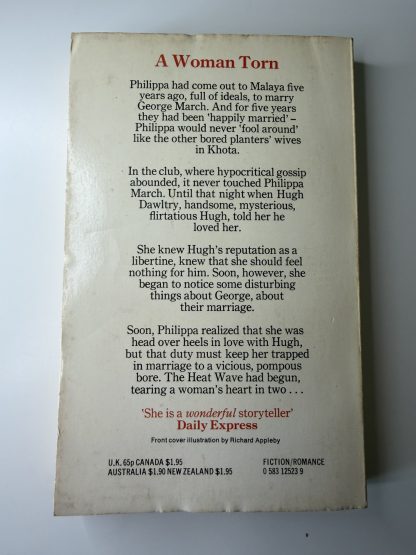 A Woman Torn
Philippa had come out to Malaya five
years ago, full of ideals, to marry
George March. And for five years
they had been 'happily married' –
Philippa would never 'fool around'
like the other bored planters' wives
in Khota.
In the club, where hypocritical gossip
abounded, it never touched Philippa
March. Until that night when Hugh
Dawltry, handsome, mysterious,
flirtatious Hugh, told her he
loved her.
She knew Hugh's reputation as a
libertine, knew that she should feel
nothing for him. Soon, however, she
began to notice some disturbing
things about George, about
their marriage.
Soon, Philippa realized that she was
head over heels in love with Hugh,
but that duty must keep her trapped
in marriage to a vicious, pompous
bore. The Heat Wave had begun,
tearing a woman's heart in two . . .
'She is a wonderful storyteller'
Daily Express
Front cover illustration by Richard Appleby
U.K. 65p CANADA $1.95 FICTION/ROMANCE
AUSTRALIA $1.90 NEW ZEALAND $1.95 0 583 12523 9